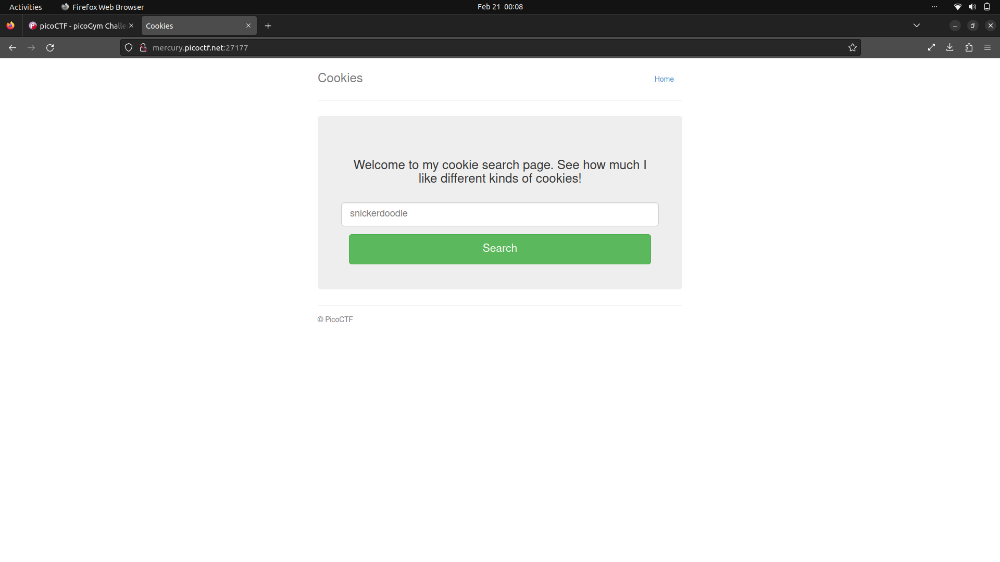 Activities Firefox Web Browser Feb 21 00:08
picoCTF - picoGym Challe Cookies
mercury.picoctf.net:27177
Cookies Home
Welcome to my cookie search page. See how much I
like different kinds of cookies!
snickerdoodle
Search
© PicoCTF